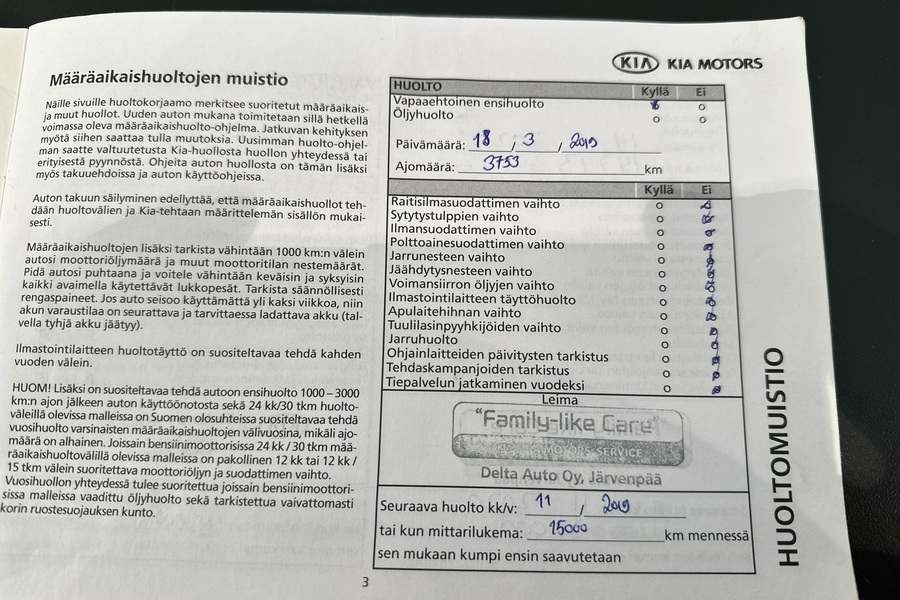 Määräaikaishuoltojen muistio
Näille sivuille huoltokorjaamo merkitsee suoritetut määräaikais-
ja muut huollot. Uuden auton mukana toimitetaan sillä hetkellä
voimassa oleva määräaikaishuolto-ohjelma. Jatkuvan kehityksen
myötä siihen saattaa tulla muutoksia. Uusimman huolto-ohjel-
man saatte valtuutetusta Kia-huollosta huollon yhteydessä tai
erityisestä pyynnöstä. Ohjeita auton huollosta on tämän lisäksi
myös takuuehdoissa ja auton käyttöohjeissa.
Auton takuun säilyminen edellyttää, että määräaikaishuollot teh-
dään huoltovälien ja Kia-tehtaan määrittelemän sisällön mukai-
sesti.
Määräaikaishuoltojen lisäksi tarkista vähintään 1000 km:n välein
autosi moottoriöljymäärä ja muut moottoritilan nestemäärät.
Pidä autosi puhtaana ja voitele vähintään keväisin ja syksyisin
kaikki avaimella käytettävät lukkopesät. Tarkista säännöllisesti
rengaspaineet. Jos auto seisoo käyttämättä yli kaksi viikkoa, niin
akun varaustilaa on seurattava ja tarvittaessa ladattava akku (tal-
vella tyhjä akku jäätyy).
Ilmastointilaitteen huoltotäyttö on suositeltavaa tehdä kahden
vuoden välein.
HUOM! Lisäksi on suositeltavaa tehdä autoon ensihuolto 1000 – 3000
km:n ajon jälkeen auton käyttöönotosta sekä 24 kk/30 tkm huolto-
väleillä olevissa malleissa on Suomen olosuhteissa suositeltavaa tehdä
vuosihuolto varsinaisten määräaikaishuoltojen välivuosina, mikäli ajo-
määrä on alhainen. Joissain bensiinimoottorisissa 24 kk / 30 tkm mää-
räaikaishuoltovälillä olevissa malleissa on pakollinen 12 kk tai 12 kk /
15 tkm välein suoritettava moottoriöljyn ja suodattimen vaihto.
Vuosihuollon yhteydessä tulee suoritettua joissain bensiinimoottori-
sissa malleissa vaadittu öljyhuolto sekä tarkistettua vaivattomasti
korin ruostesuojauksen kunto.
3
KIA KIA MOTORS
HUOLTO Kyllä Ei
Vapaaehtoinen ensihuolto
Öljyhuolto
Päivämäärä: 18 , 3 , 2019
Ajomäärä: 3753 km
Kyllä Ei
Raitisilmasuodattimen vaihto
Sytytystulppien vaihto
Ilmansuodattimen vaihto
Polttoainesuodattimen vaihto
Jarrunesteen vaihto
Jäähdytysnesteen vaihto
Voimansiirron öljyjen vaihto
Ilmastointilaitteen täyttöhuolto
Apulaitehihnan vaihto
Tuulilasinpyyhkijöiden vaihto
Jarruhuolto
Ohjainlaitteiden päivitysten tarkistus
Tehdaskampanjoiden tarkistus
Tiepalvelun jatkaminen vuodeksi
Leima
"Family-like Care"
MOTORS SERVICE
Delta Auto Oy, Järvenpää
Seuraava huolto kk/v: 11 , 2019
tai kun mittarilukema: 15000 km mennessä
sen mukaan kumpi ensin saavutetaan
HUOLTOMUISTIO